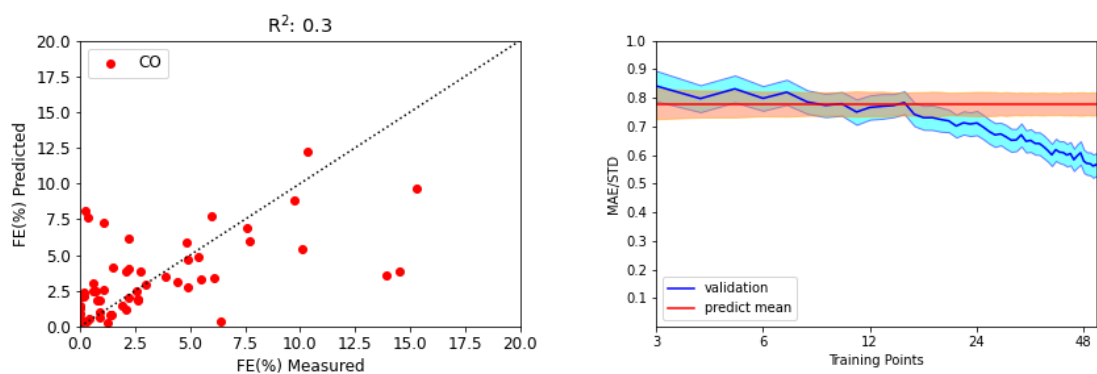 R²: 0.3
20.0
17.5
15.0
12.5
10.0
7.5
5.0
2.5
0.0
FE(%) Predicted
CO
0.0 2.5 5.0 7.5 10.0 12.5 15.0 17.5 20.0
FE(%) Measured
1.0
0.9
0.8
0.7
0.6
0.5
0.4
0.3
0.2
0.1
MAE/STD
validation
predict mean
3 6 12 24 48
Training Points